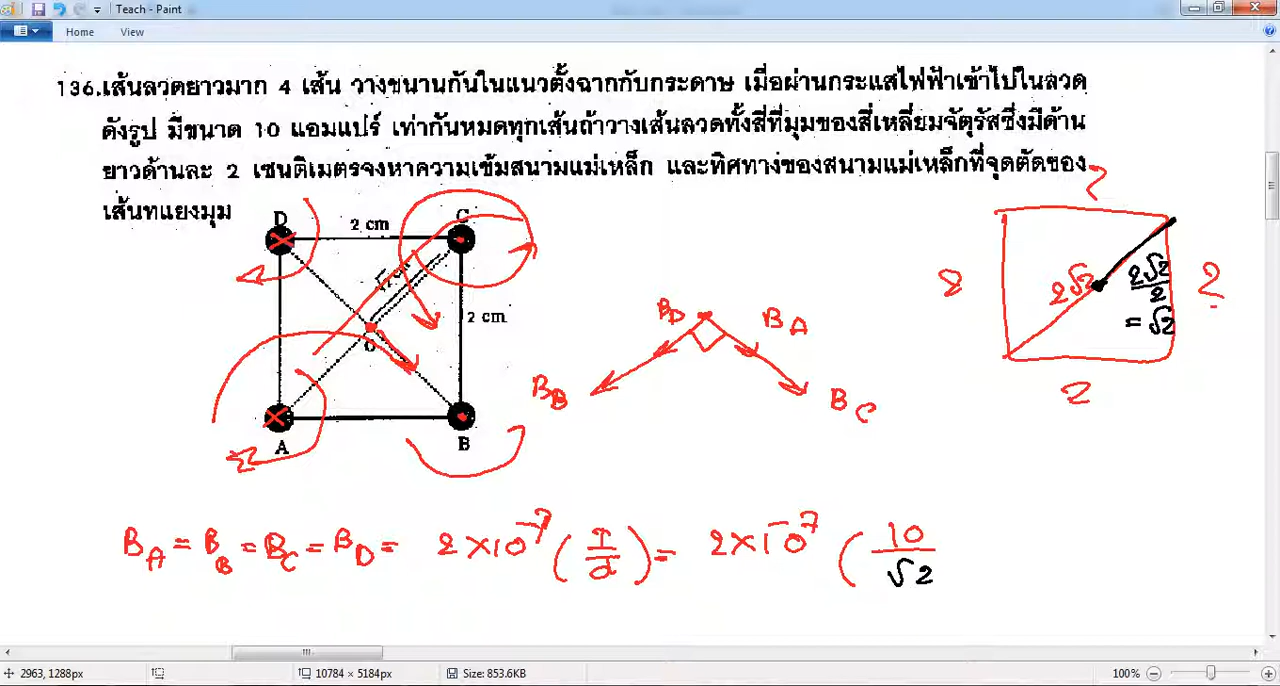 Teach - Paint
Home View
136.เส้นลวดยาวมาก 4 เส้น วางขนานกันในแนวตั้งฉากกับกระดาษ เมื่อผ่านกระแสไฟฟ้าเข้าไปในลวด
ดังรูป มีขนาด 10 แอมแปร์ เท่ากันหมดทุกเส้นถ้าวางเส้นลวดทั้งสี่ที่มุมของสี่เหลี่ยมจัตุรัสซึ่งมีด้าน
ยาวด้านละ 2 เซนติเมตรจงหาความเข้มสนามแม่เหล็ก และทิศทางของสนามแม่เหล็กที่จุดตัดของ
เส้นทแยงมุม
D 2 cm C
2 cm
O
A B
B_D B_A
B_B B_C
2
2 2√2 2√2/2 2
= √2
2
B_A = B_B = B_C = B_D = 2×10^-7 (I/d) = 2×10^-7 (10/√2
2963, 1288px 10784 × 5184px Size: 853.6KB 100%